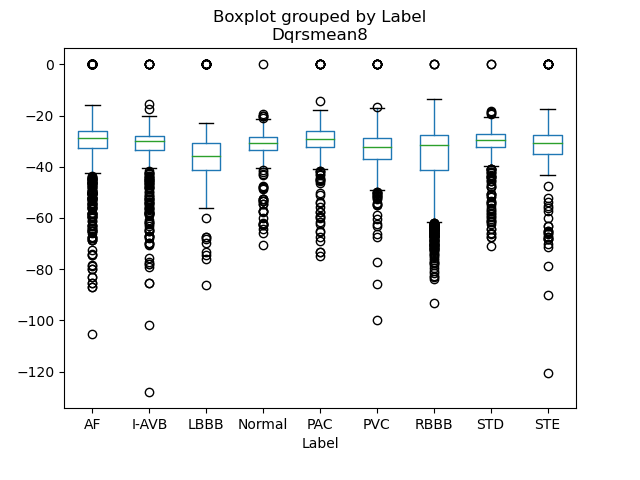 Boxplot grouped by Label
Dqrsmean8
0
−20
−40
−60
−80
−100
−120
AF I-AVB LBBB Normal PAC PVC RBBB STD STE
Label